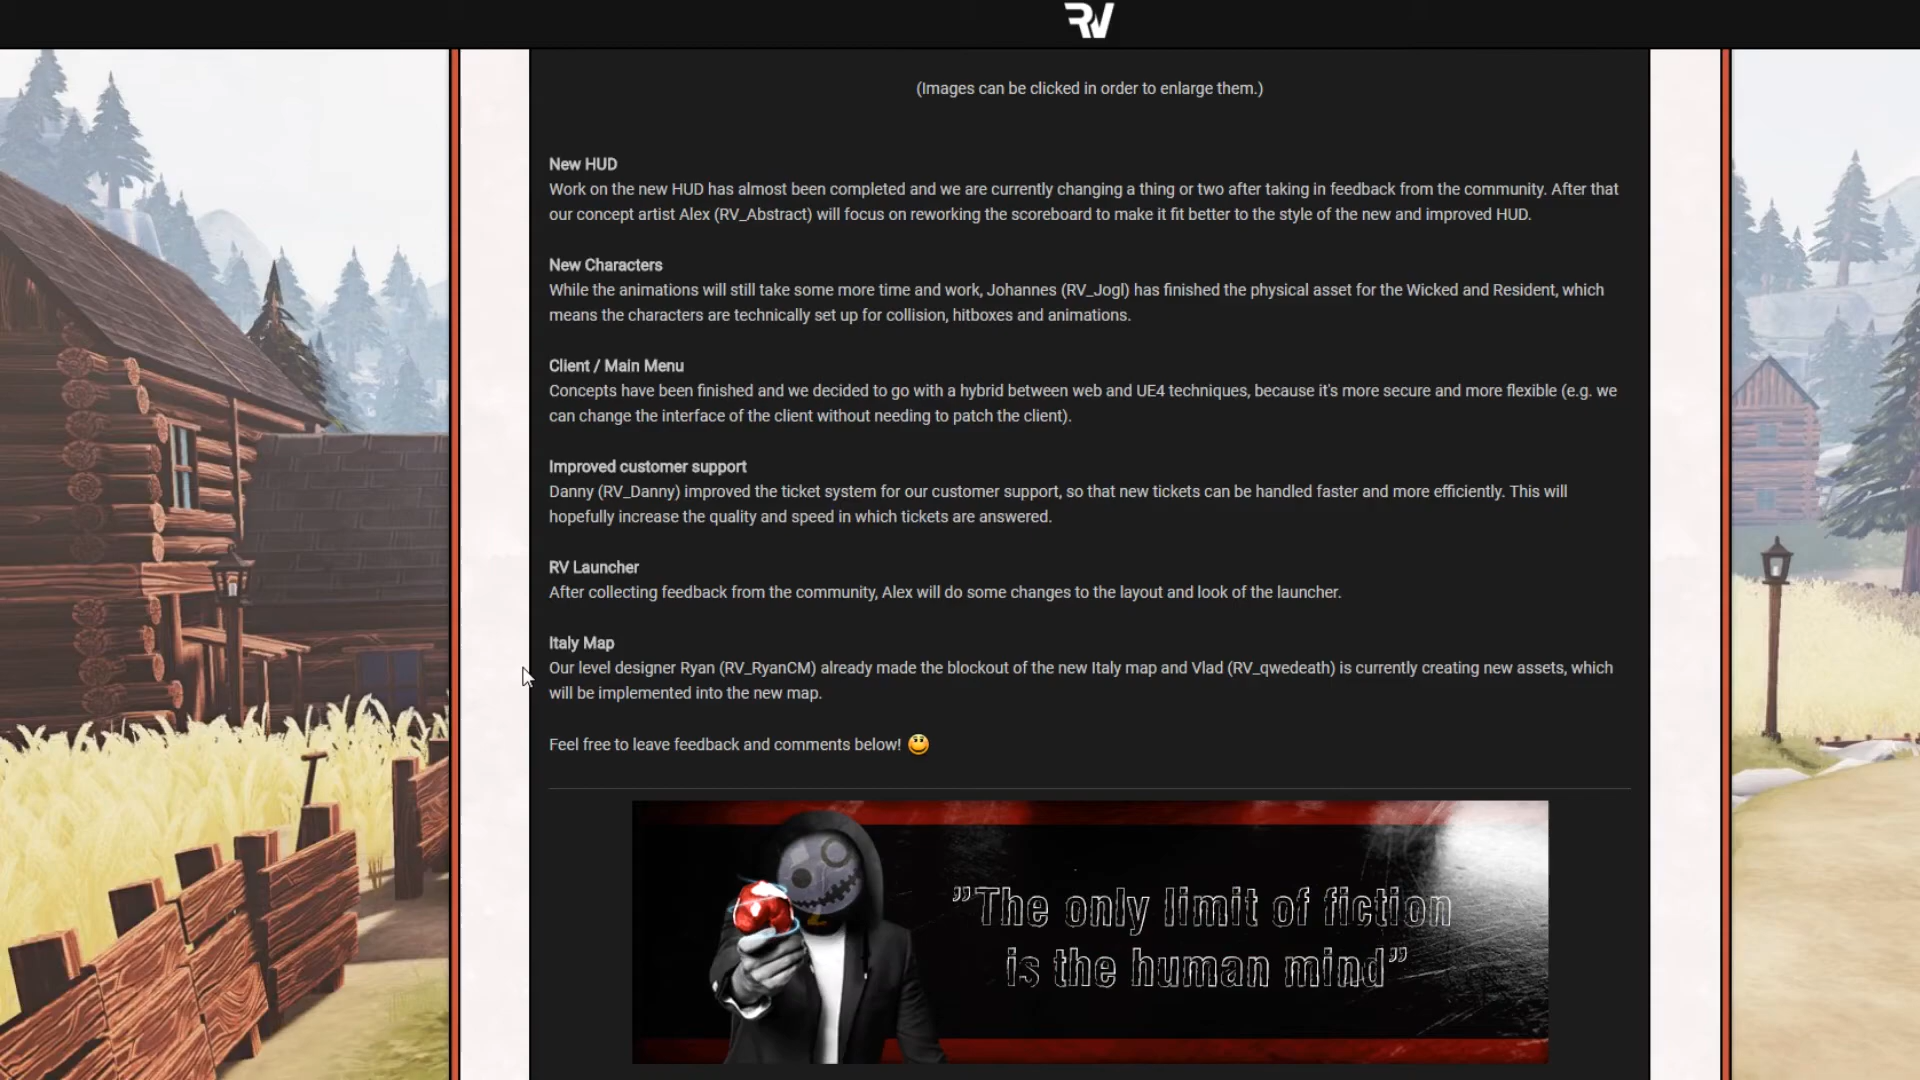 RV
(Images can be clicked in order to enlarge them.)
New HUD
Work on the new HUD has almost been completed and we are currently changing a thing or two after taking in feedback from the community. After that
our concept artist Alex (RV_Abstract) will focus on reworking the scoreboard to make it fit better to the style of the new and improved HUD.
New Characters
While the animations will still take some more time and work, Johannes (RV_Jogl) has finished the physical asset for the Wicked and Resident, which
means the characters are technically set up for collision, hitboxes and animations.
Client / Main Menu
Concepts have been finished and we decided to go with a hybrid between web and UE4 techniques, because it's more secure and more flexible (e.g. we
can change the interface of the client without needing to patch the client).
Improved customer support
Danny (RV_Danny) improved the ticket system for our customer support, so that new tickets can be handled faster and more efficiently. This will
hopefully increase the quality and speed in which tickets are answered.
RV Launcher
After collecting feedback from the community, Alex will do some changes to the layout and look of the launcher.
Italy Map
Our level designer Ryan (RV_RyanCM) already made the blockout of the new Italy map and Vlad (RV_qwedeath) is currently creating new assets, which
will be implemented into the new map.
Feel free to leave feedback and comments below!
”The only limit of fiction
is the human mind”